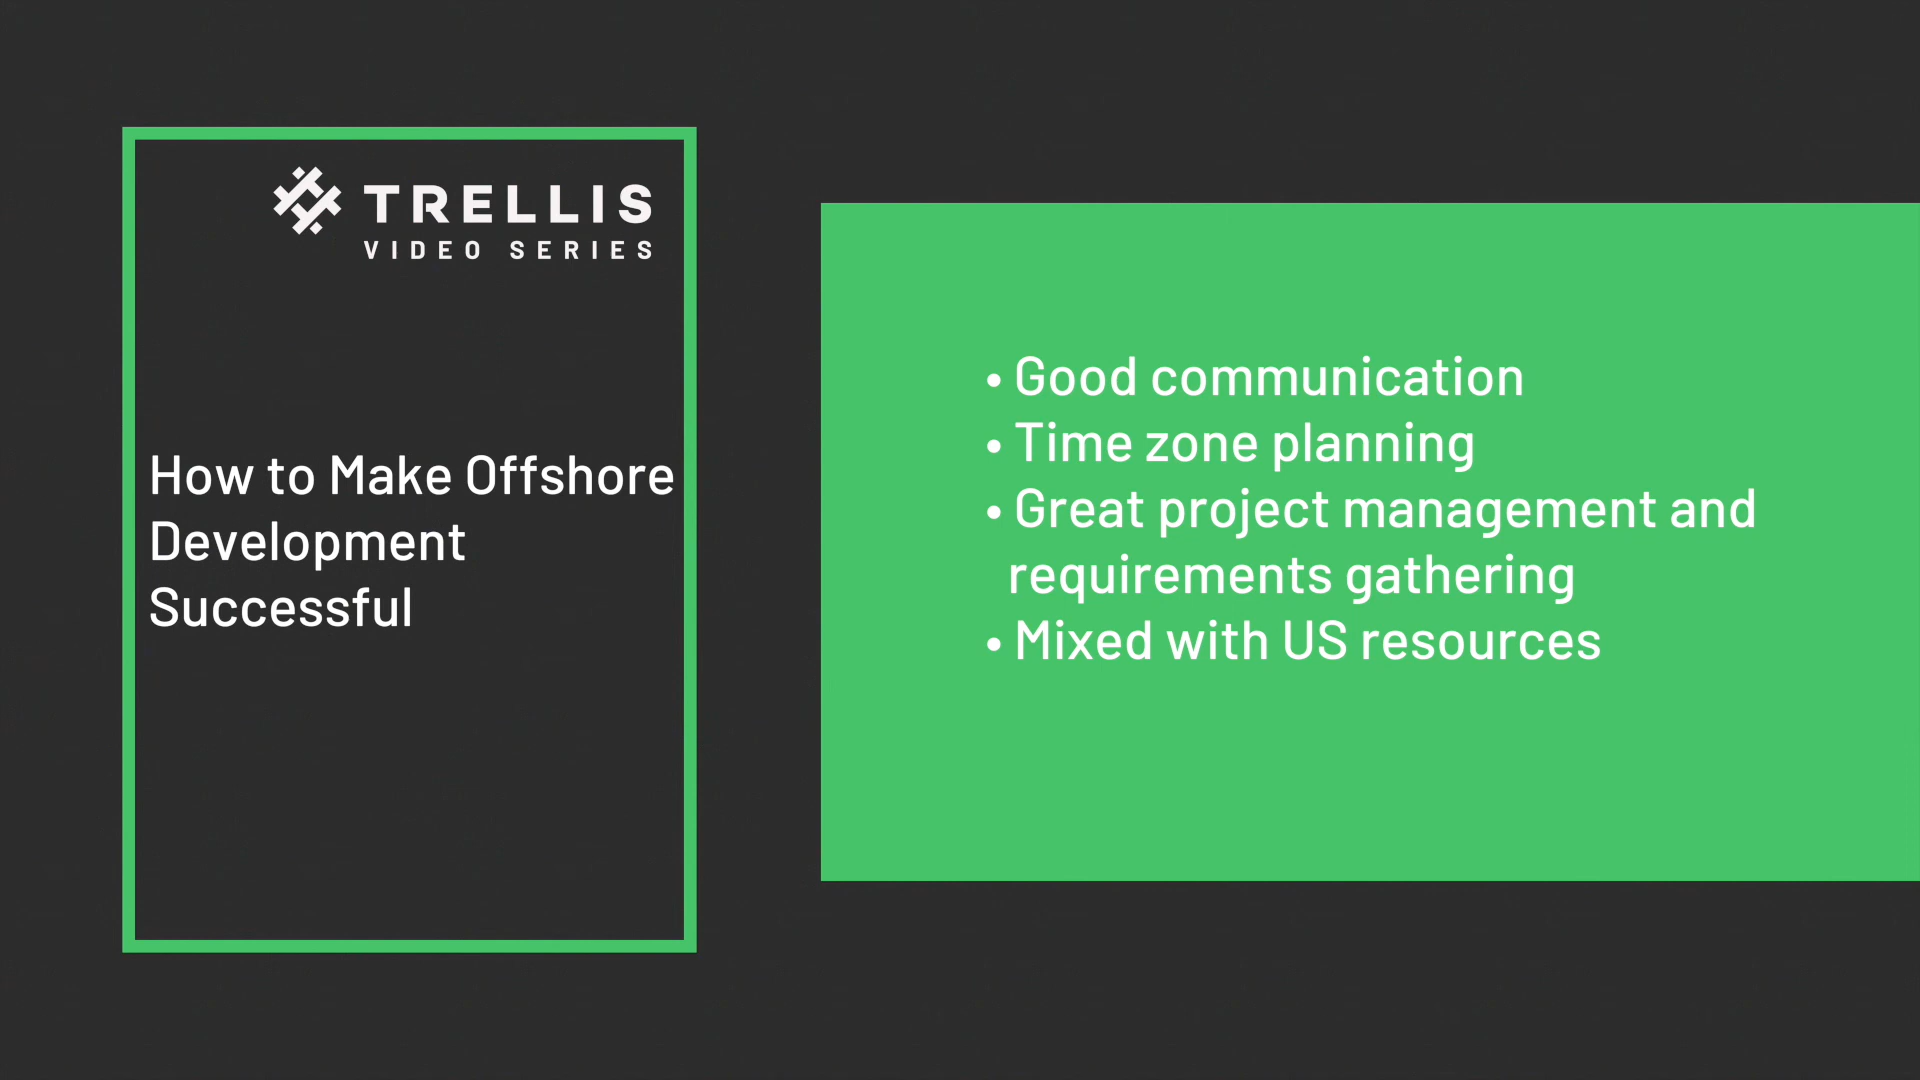 TRELLIS
VIDEO SERIES
How to Make Offshore
Development
Successful
• Good communication
• Time zone planning
• Great project management and
requirements gathering
• Mixed with US resources